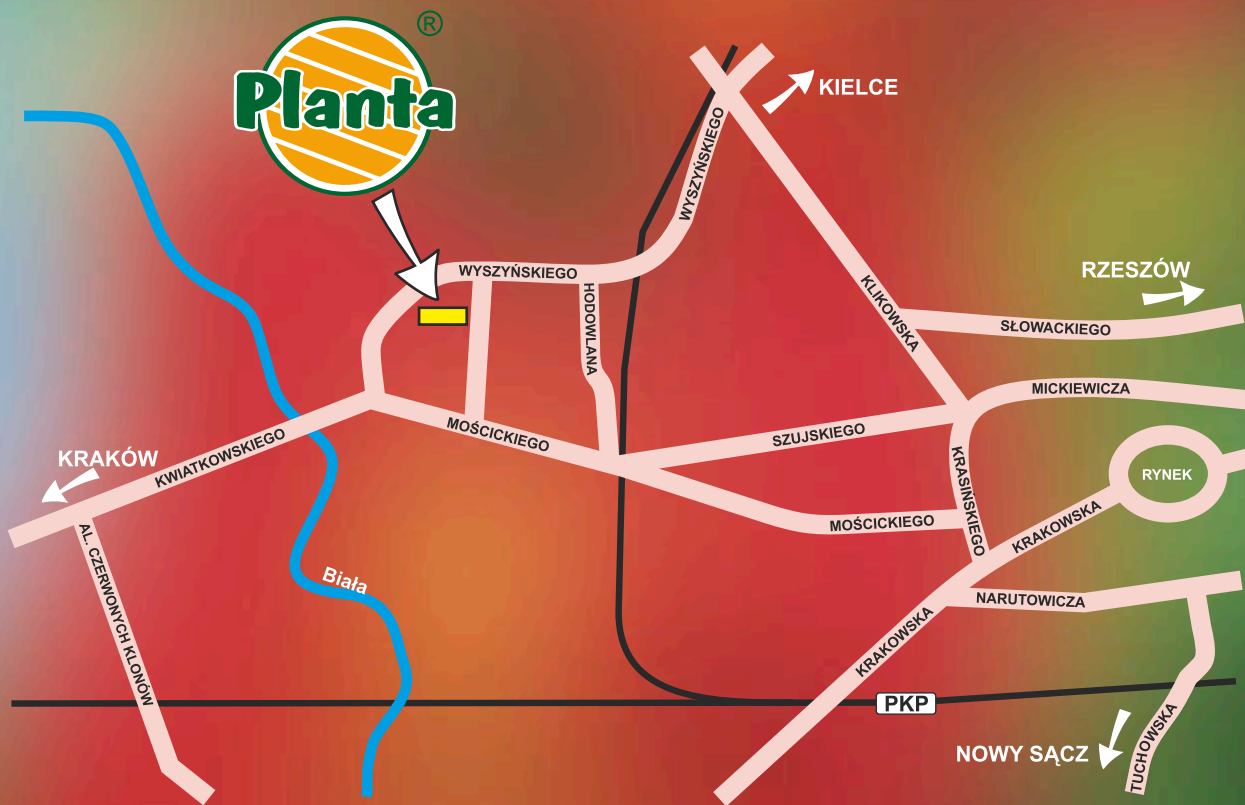 ®
Planta
KIELCE
WYSZYŃSKIEGO
WYSZYŃSKIEGO
HODOWLANA
KLIKOWSKA
RZESZÓW
SŁOWACKIEGO
MICKIEWICZA
MOŚCICKIEGO
SZUJSKIEGO
KRAKÓW
KWIATKOWSKIEGO
KRASIŃSKIEGO
RYNEK
MOŚCICKIEGO
KRAKOWSKA
AL. CZERWONYCH KLONÓW
Biała
NARUTOWICZA
KRAKOWSKA
PKP
NOWY SĄCZ
TUCHOWSKA